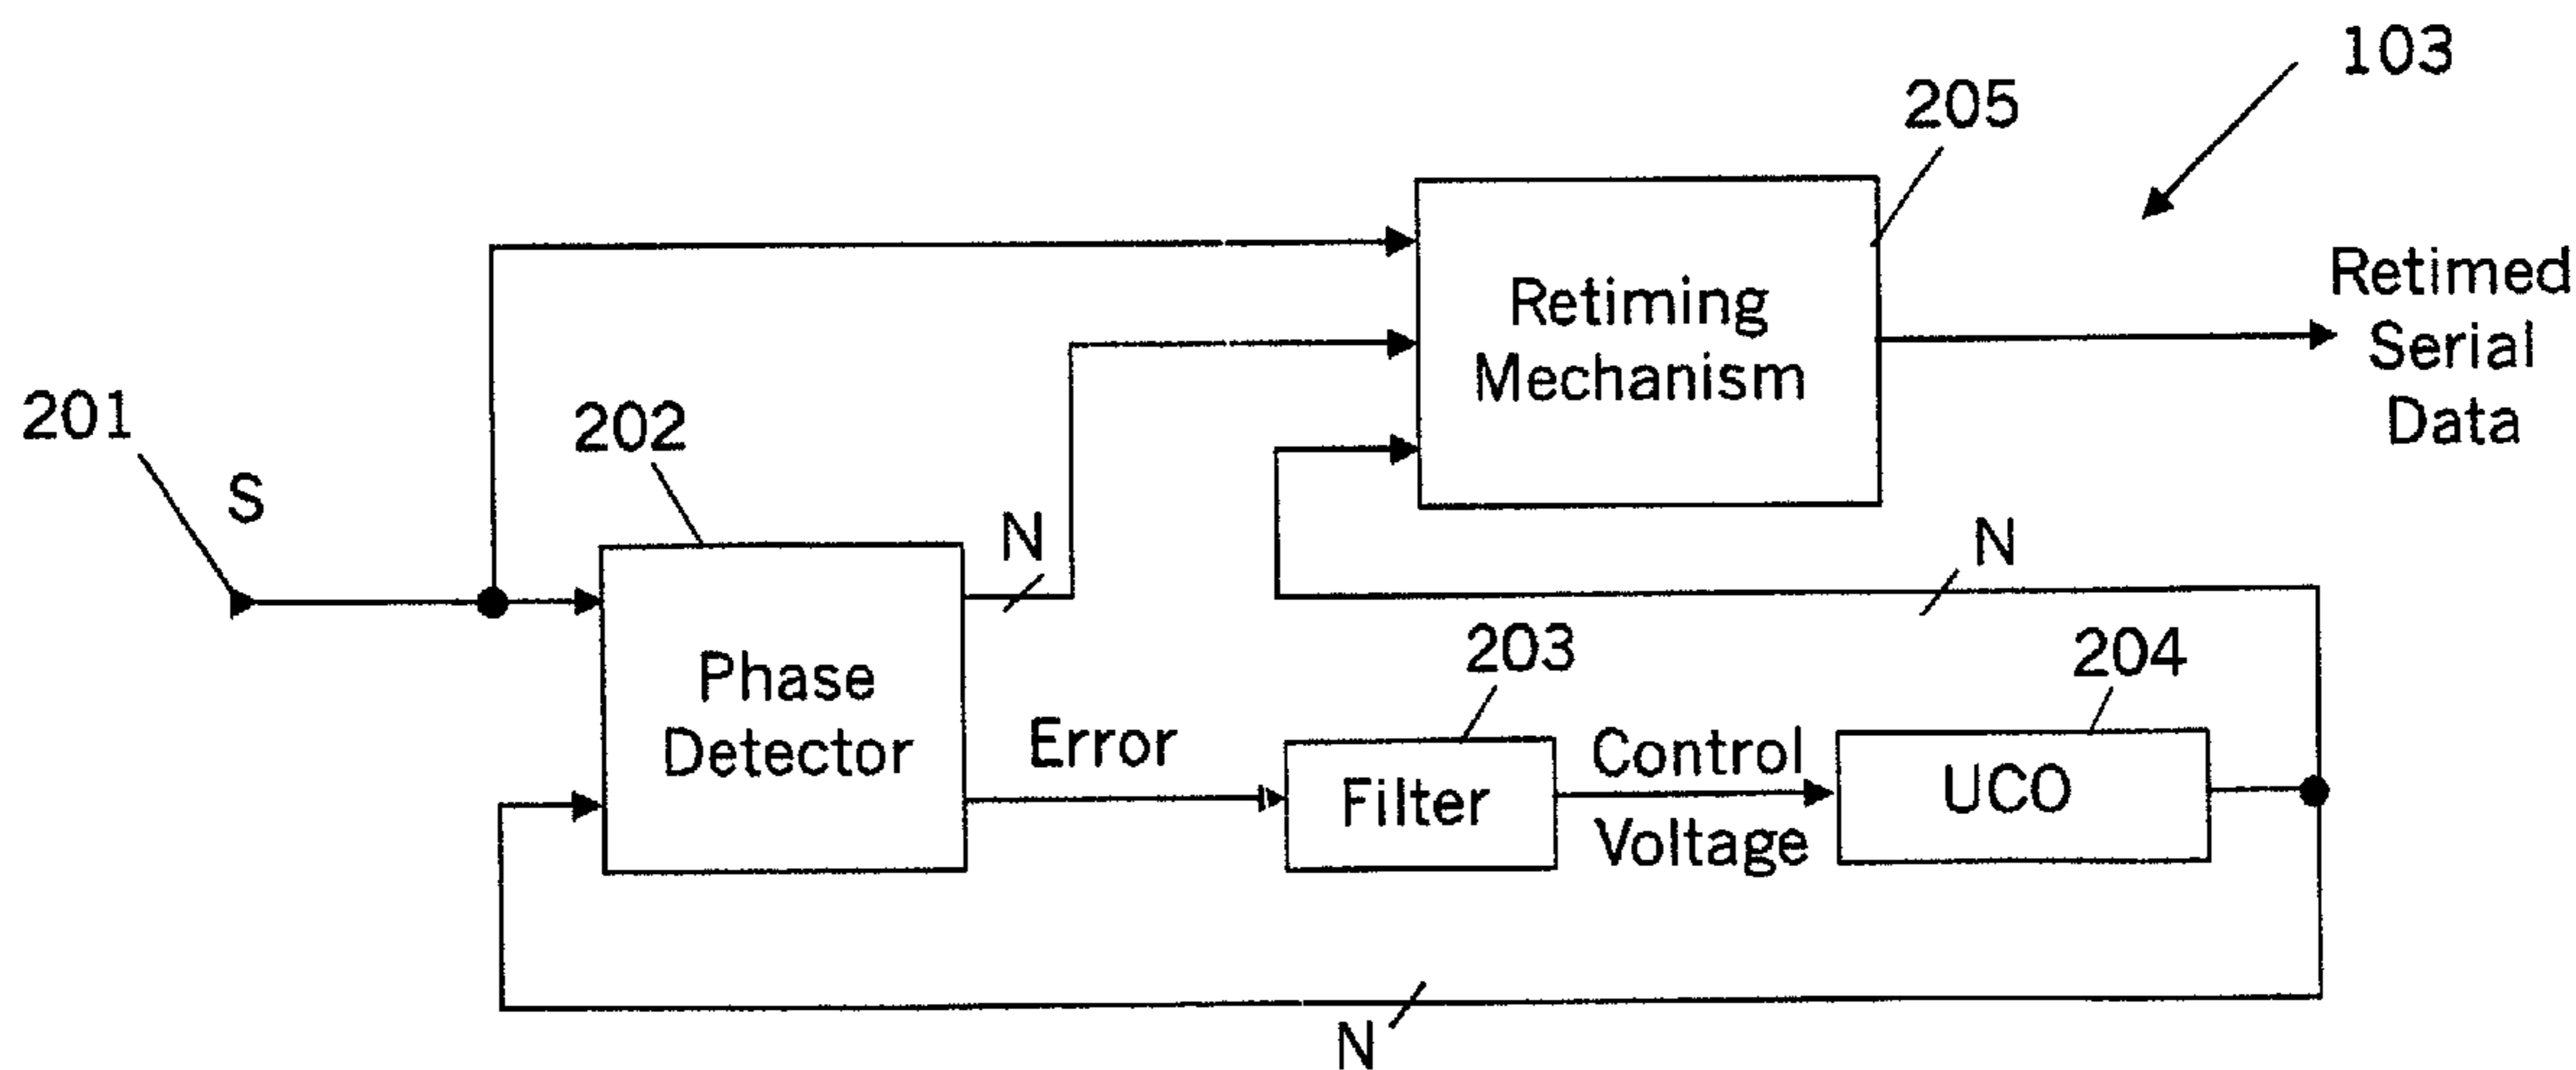 103
205
Retiming
Mechanism
Retimed
Serial
Data
201
S
202
N
N
Phase
Detector
Error
203
Filter
Control
Voltage
204
UCO
N